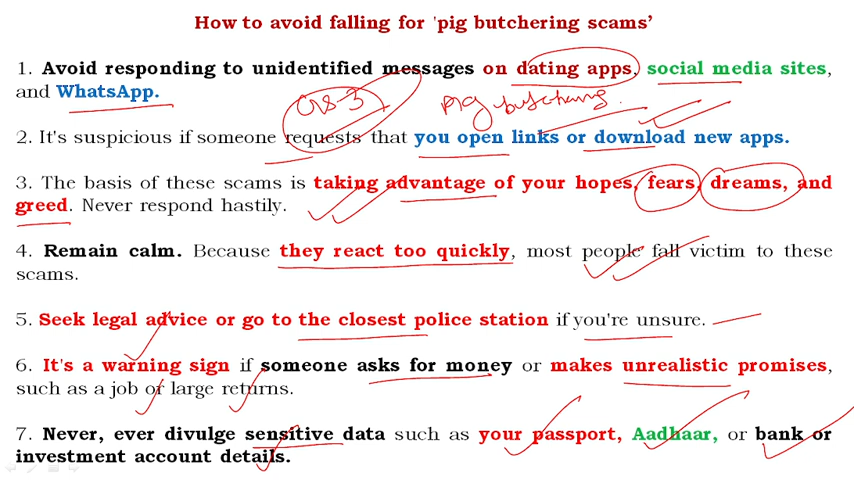 How to avoid falling for 'pig butchering scams’
1. Avoid responding to unidentified messages on dating apps, social media sites,
and WhatsApp.
GS-3
pig butchering.
2. It's suspicious if someone requests that you open links or download new apps.
3. The basis of these scams is taking advantage of your hopes, fears, dreams, and
greed. Never respond hastily.
4. Remain calm. Because they react too quickly, most people fall victim to these
scams.
5. Seek legal advice or go to the closest police station if you're unsure.
6. It's a warning sign if someone asks for money or makes unrealistic promises,
such as a job or large returns.
7. Never, ever divulge sensitive data such as your passport, Aadhaar, or bank or
investment account details.